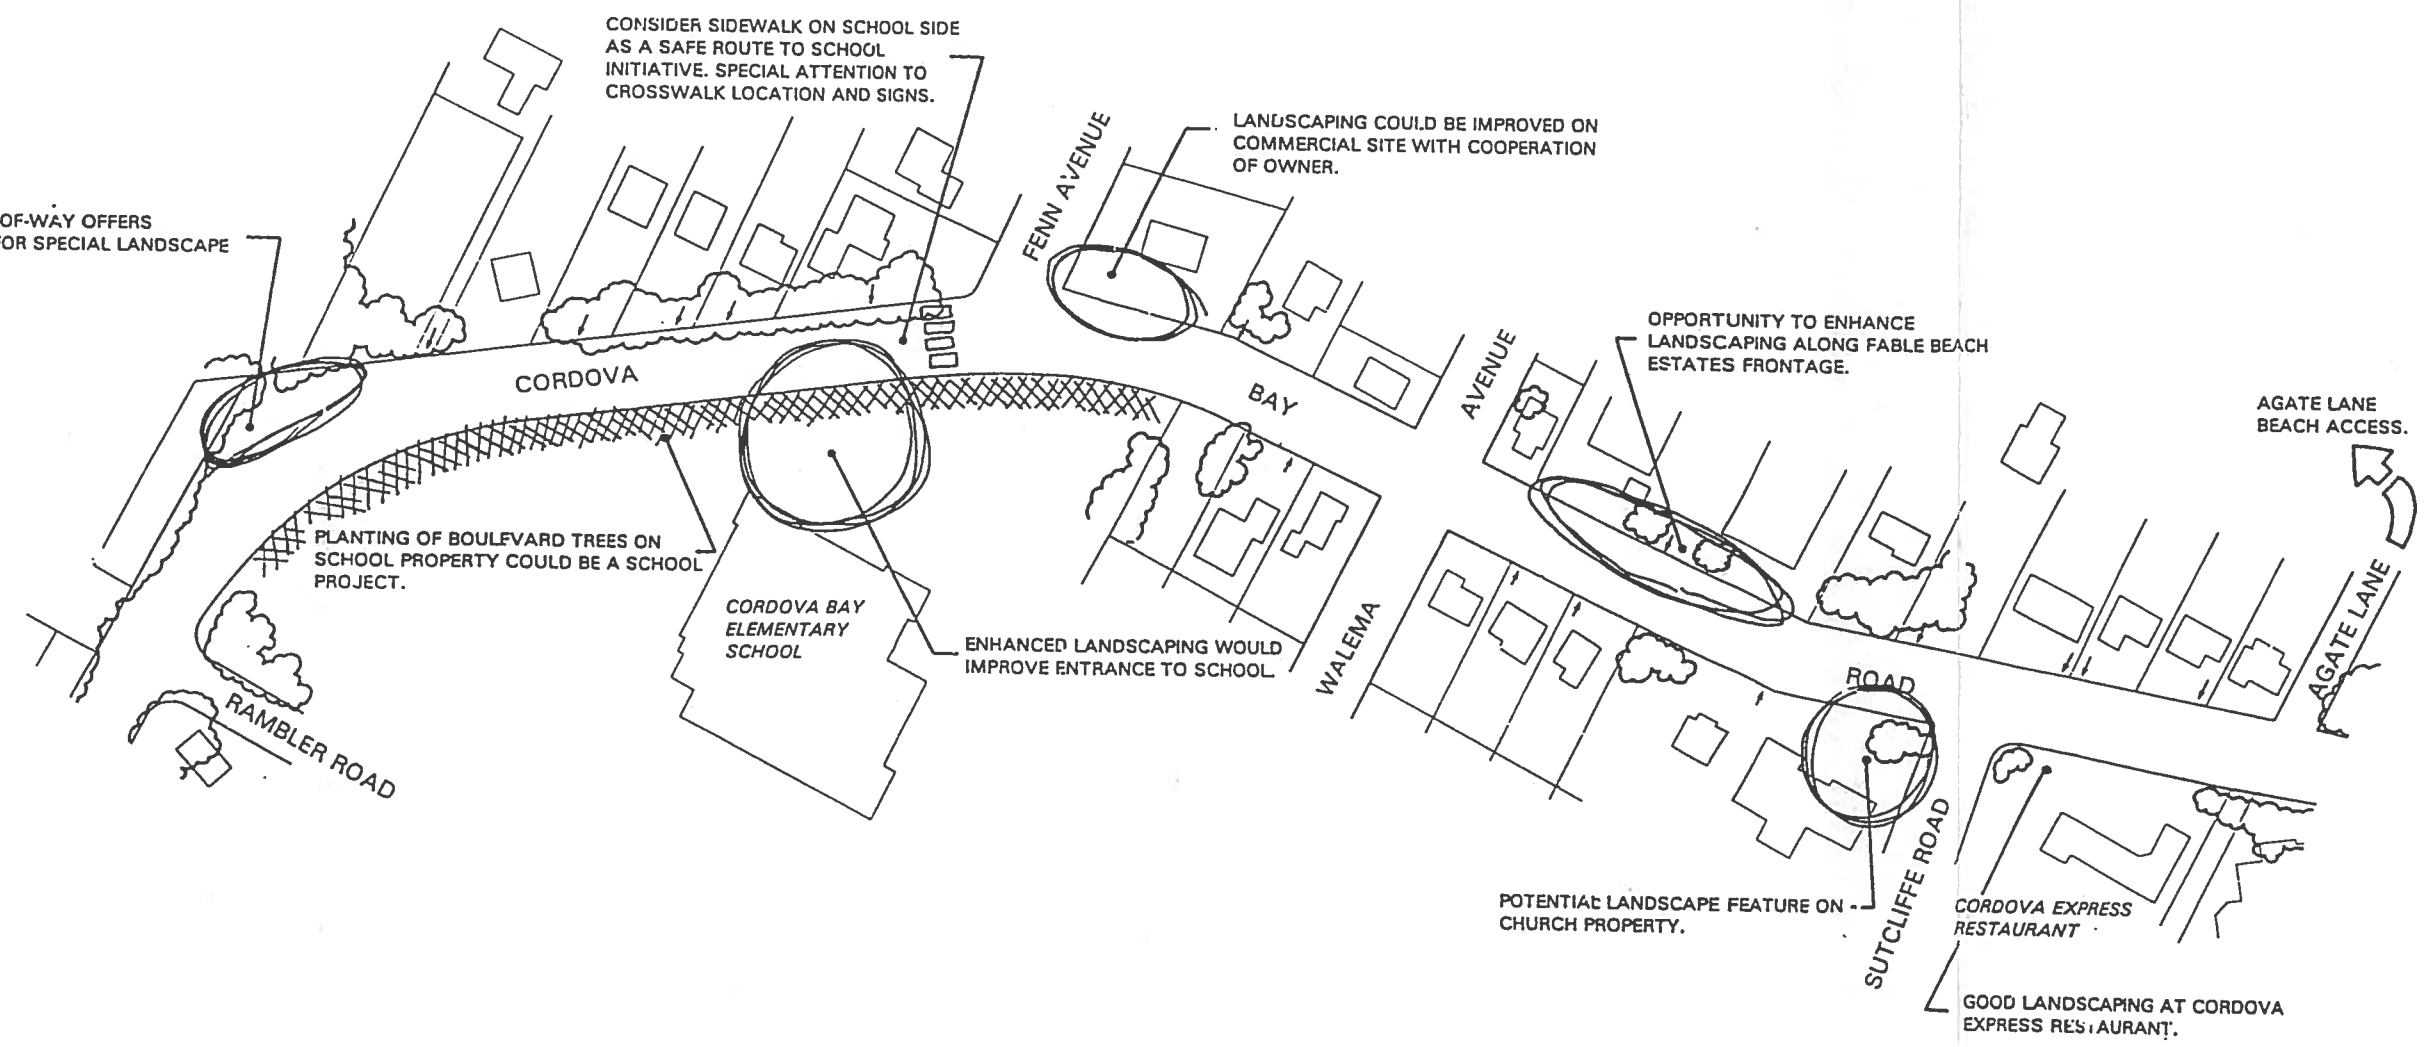 CONSIDER SIDEWALK ON SCHOOL SIDE
AS A SAFE ROUTE TO SCHOOL
INITIATIVE. SPECIAL ATTENTION TO
CROSSWALK LOCATION AND SIGNS.
FENN AVENUE
LANDSCAPING COULD BE IMPROVED ON
COMMERCIAL SITE WITH COOPERATION
OF OWNER.
OF-WAY OFFERS
FOR SPECIAL LANDSCAPE
OPPORTUNITY TO ENHANCE
LANDSCAPING ALONG FABLE BEACH
ESTATES FRONTAGE.
AGATE LANE
BEACH ACCESS.
CORDOVA
BAY
AVENUE
PLANTING OF BOULEVARD TREES ON
SCHOOL PROPERTY COULD BE A SCHOOL
PROJECT.
CORDOVA BAY
ELEMENTARY
SCHOOL
ENHANCED LANDSCAPING WOULD
IMPROVE ENTRANCE TO SCHOOL
WALEMA
ROAD
AGATE LANE
RAMBLER ROAD
SUTCLIFFE ROAD
POTENTIAL LANDSCAPE FEATURE ON
CHURCH PROPERTY.
CORDOVA EXPRESS
RESTAURANT
GOOD LANDSCAPING AT CORDOVA
EXPRESS RESTAURANT.